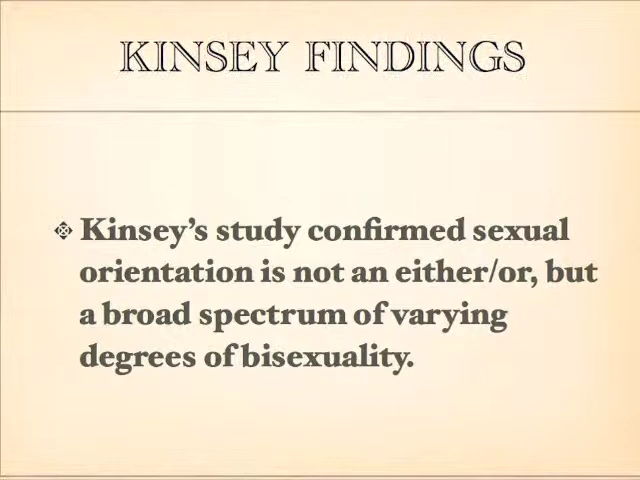 KINSEY FINDINGS
Kinsey's study confirmed sexual
orientation is not an either/or, but
a broad spectrum of varying
degrees of bisexuality.